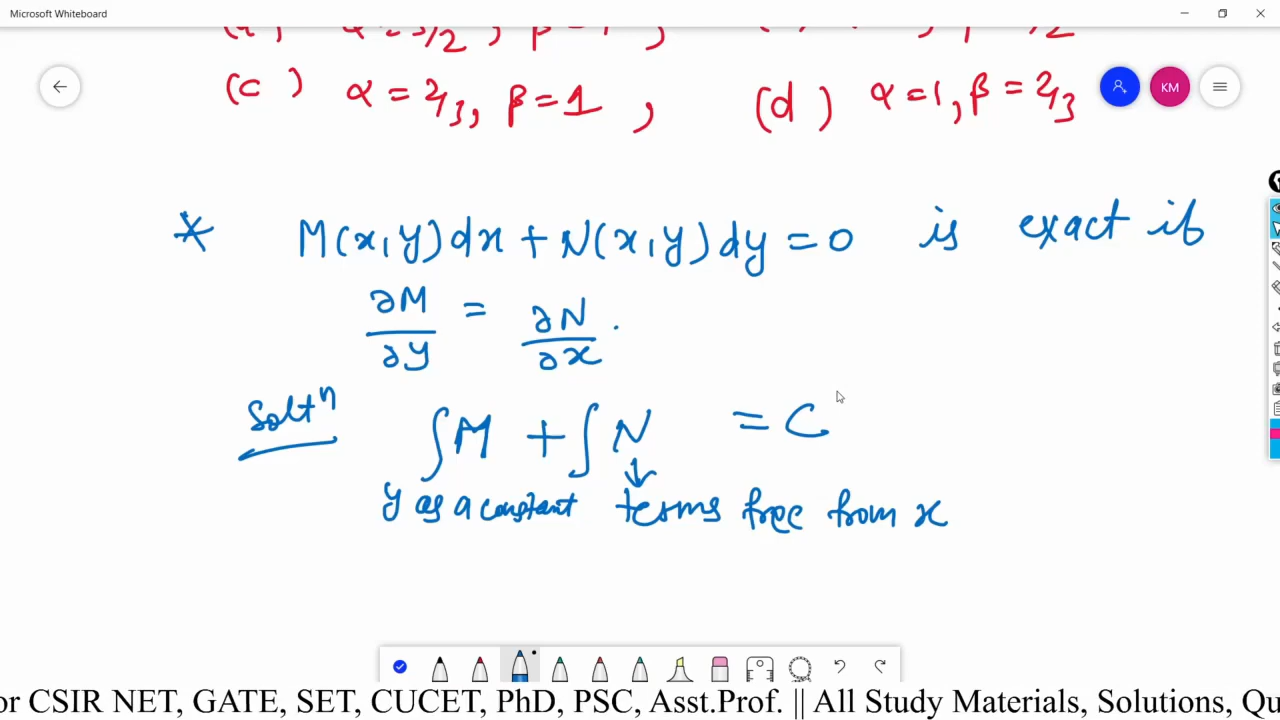 Microsoft Whiteboard
(c) α = 2/3, β = 1, (d) α = 1, β = 2/3
KM
* M(x,y)dx + N(x,y)dy = 0 is exact if
∂M/∂y = ∂N/∂x.
Soltⁿ ∫M + ∫N = C
y as a constant terms free from x
or CSIR NET, GATE, SET, CUCET, PhD, PSC, Asst.Prof. || All Study Materials, Solutions, Qu